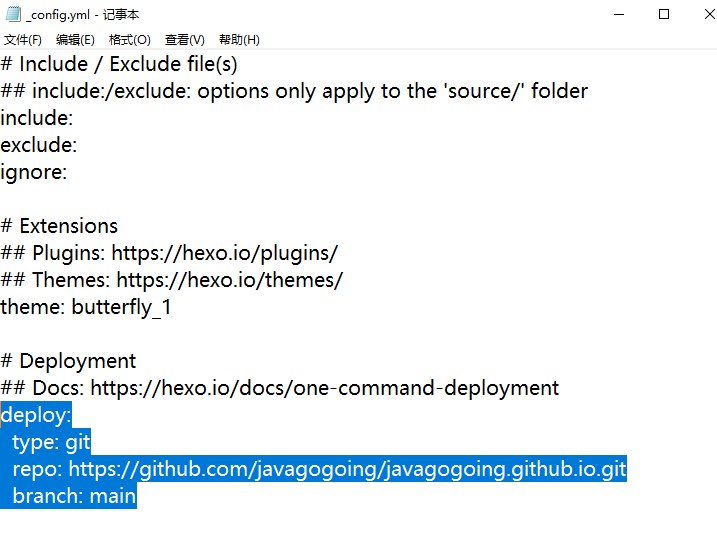 _config.yml - 记事本
文件(F) 编辑(E) 格式(O) 查看(V) 帮助(H)
# Include / Exclude file(s)
## include:/exclude: options only apply to the 'source/' folder
include:
exclude:
ignore:
# Extensions
## Plugins: https://hexo.io/plugins/
## Themes: https://hexo.io/themes/
theme: butterfly_1
# Deployment
## Docs: https://hexo.io/docs/one-command-deployment
deploy:
  type: git
  repo: https://github.com/javagogoing/javagogoing.github.io.git
  branch: main